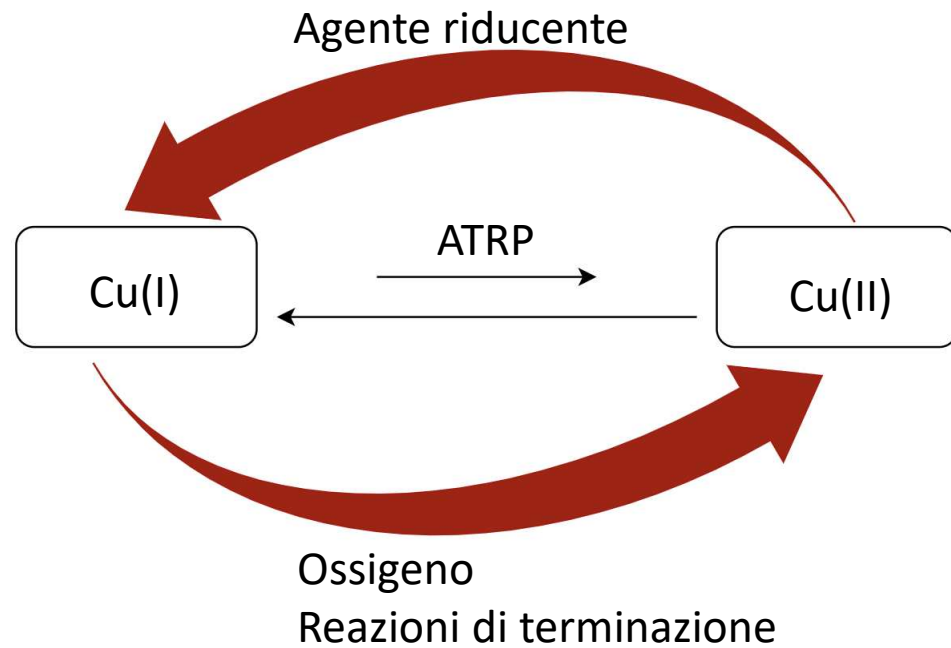 Agente riducente
ATRP
Cu(I)
Cu(II)
Ossigeno
Reazioni di terminazione